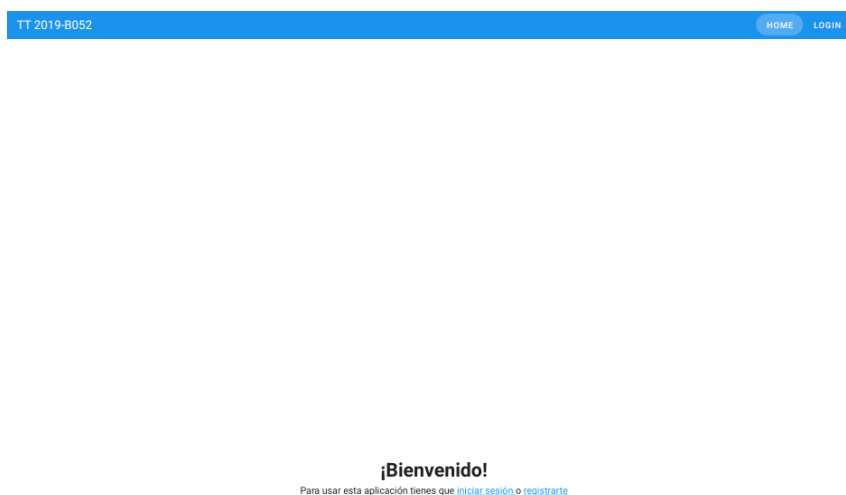 TT 2019-B052
HOME
LOGIN
¡Bienvenido!
Para usar esta aplicación tienes que iniciar sesión o registrarte